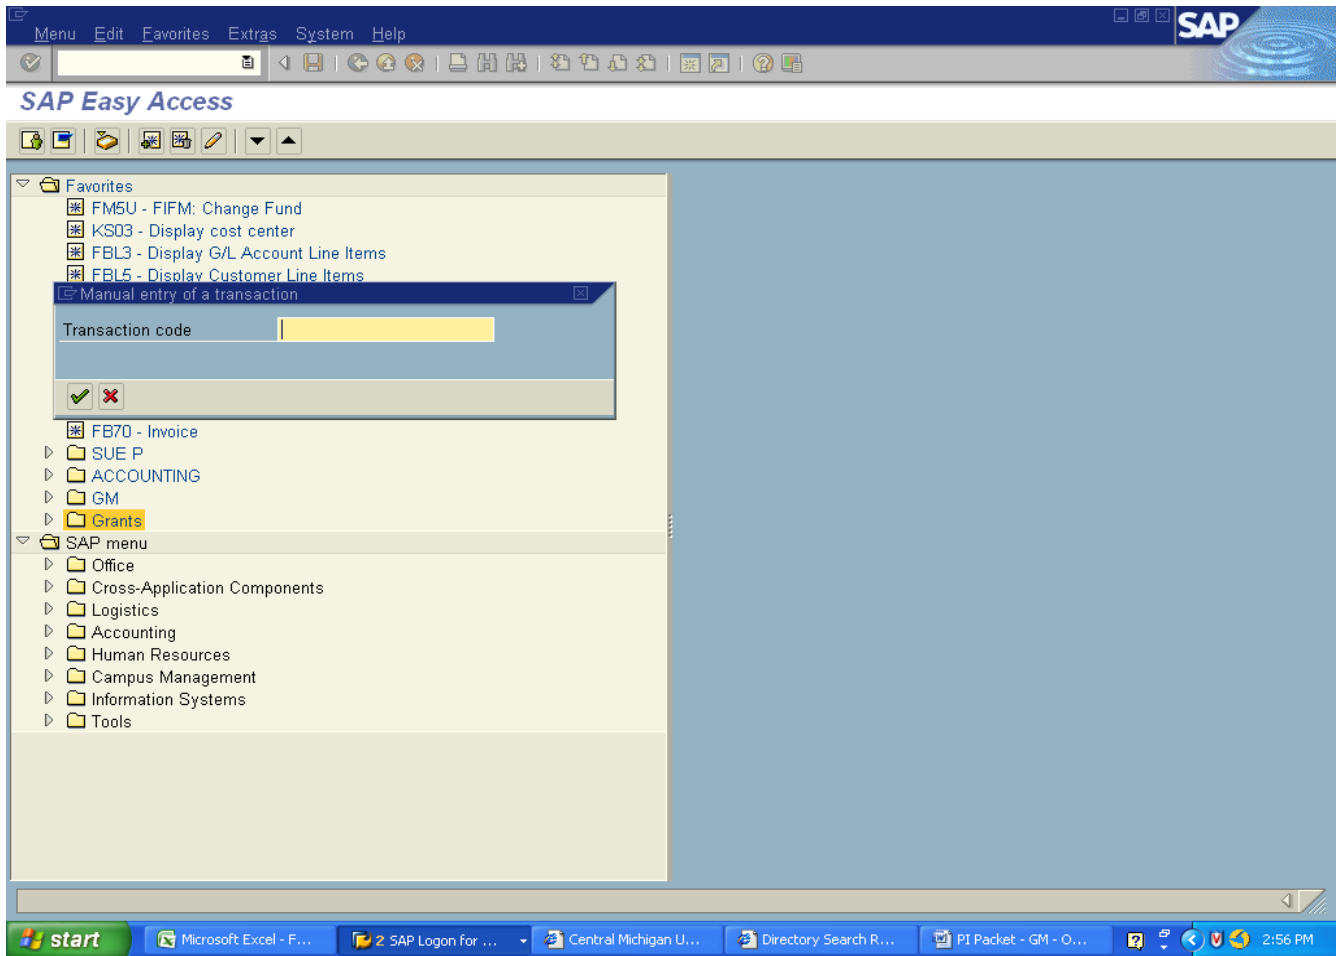 Menu Edit Favorites Extras System Help
SAP
SAP Easy Access
Favorites
FM5U - FIFM: Change Fund
KS03 - Display cost center
FBL3 - Display G/L Account Line Items
FBL5 - Display Customer Line Items
Manual entry of a transaction
Transaction code
FB70 - Invoice
SUE P
ACCOUNTING
GM
Grants
SAP menu
Office
Cross-Application Components
Logistics
Accounting
Human Resources
Campus Management
Information Systems
Tools
start Microsoft Excel - F... 2 SAP Logon for ... Central Michigan U... Directory Search R... PI Packet - GM - O... 2:56 PM